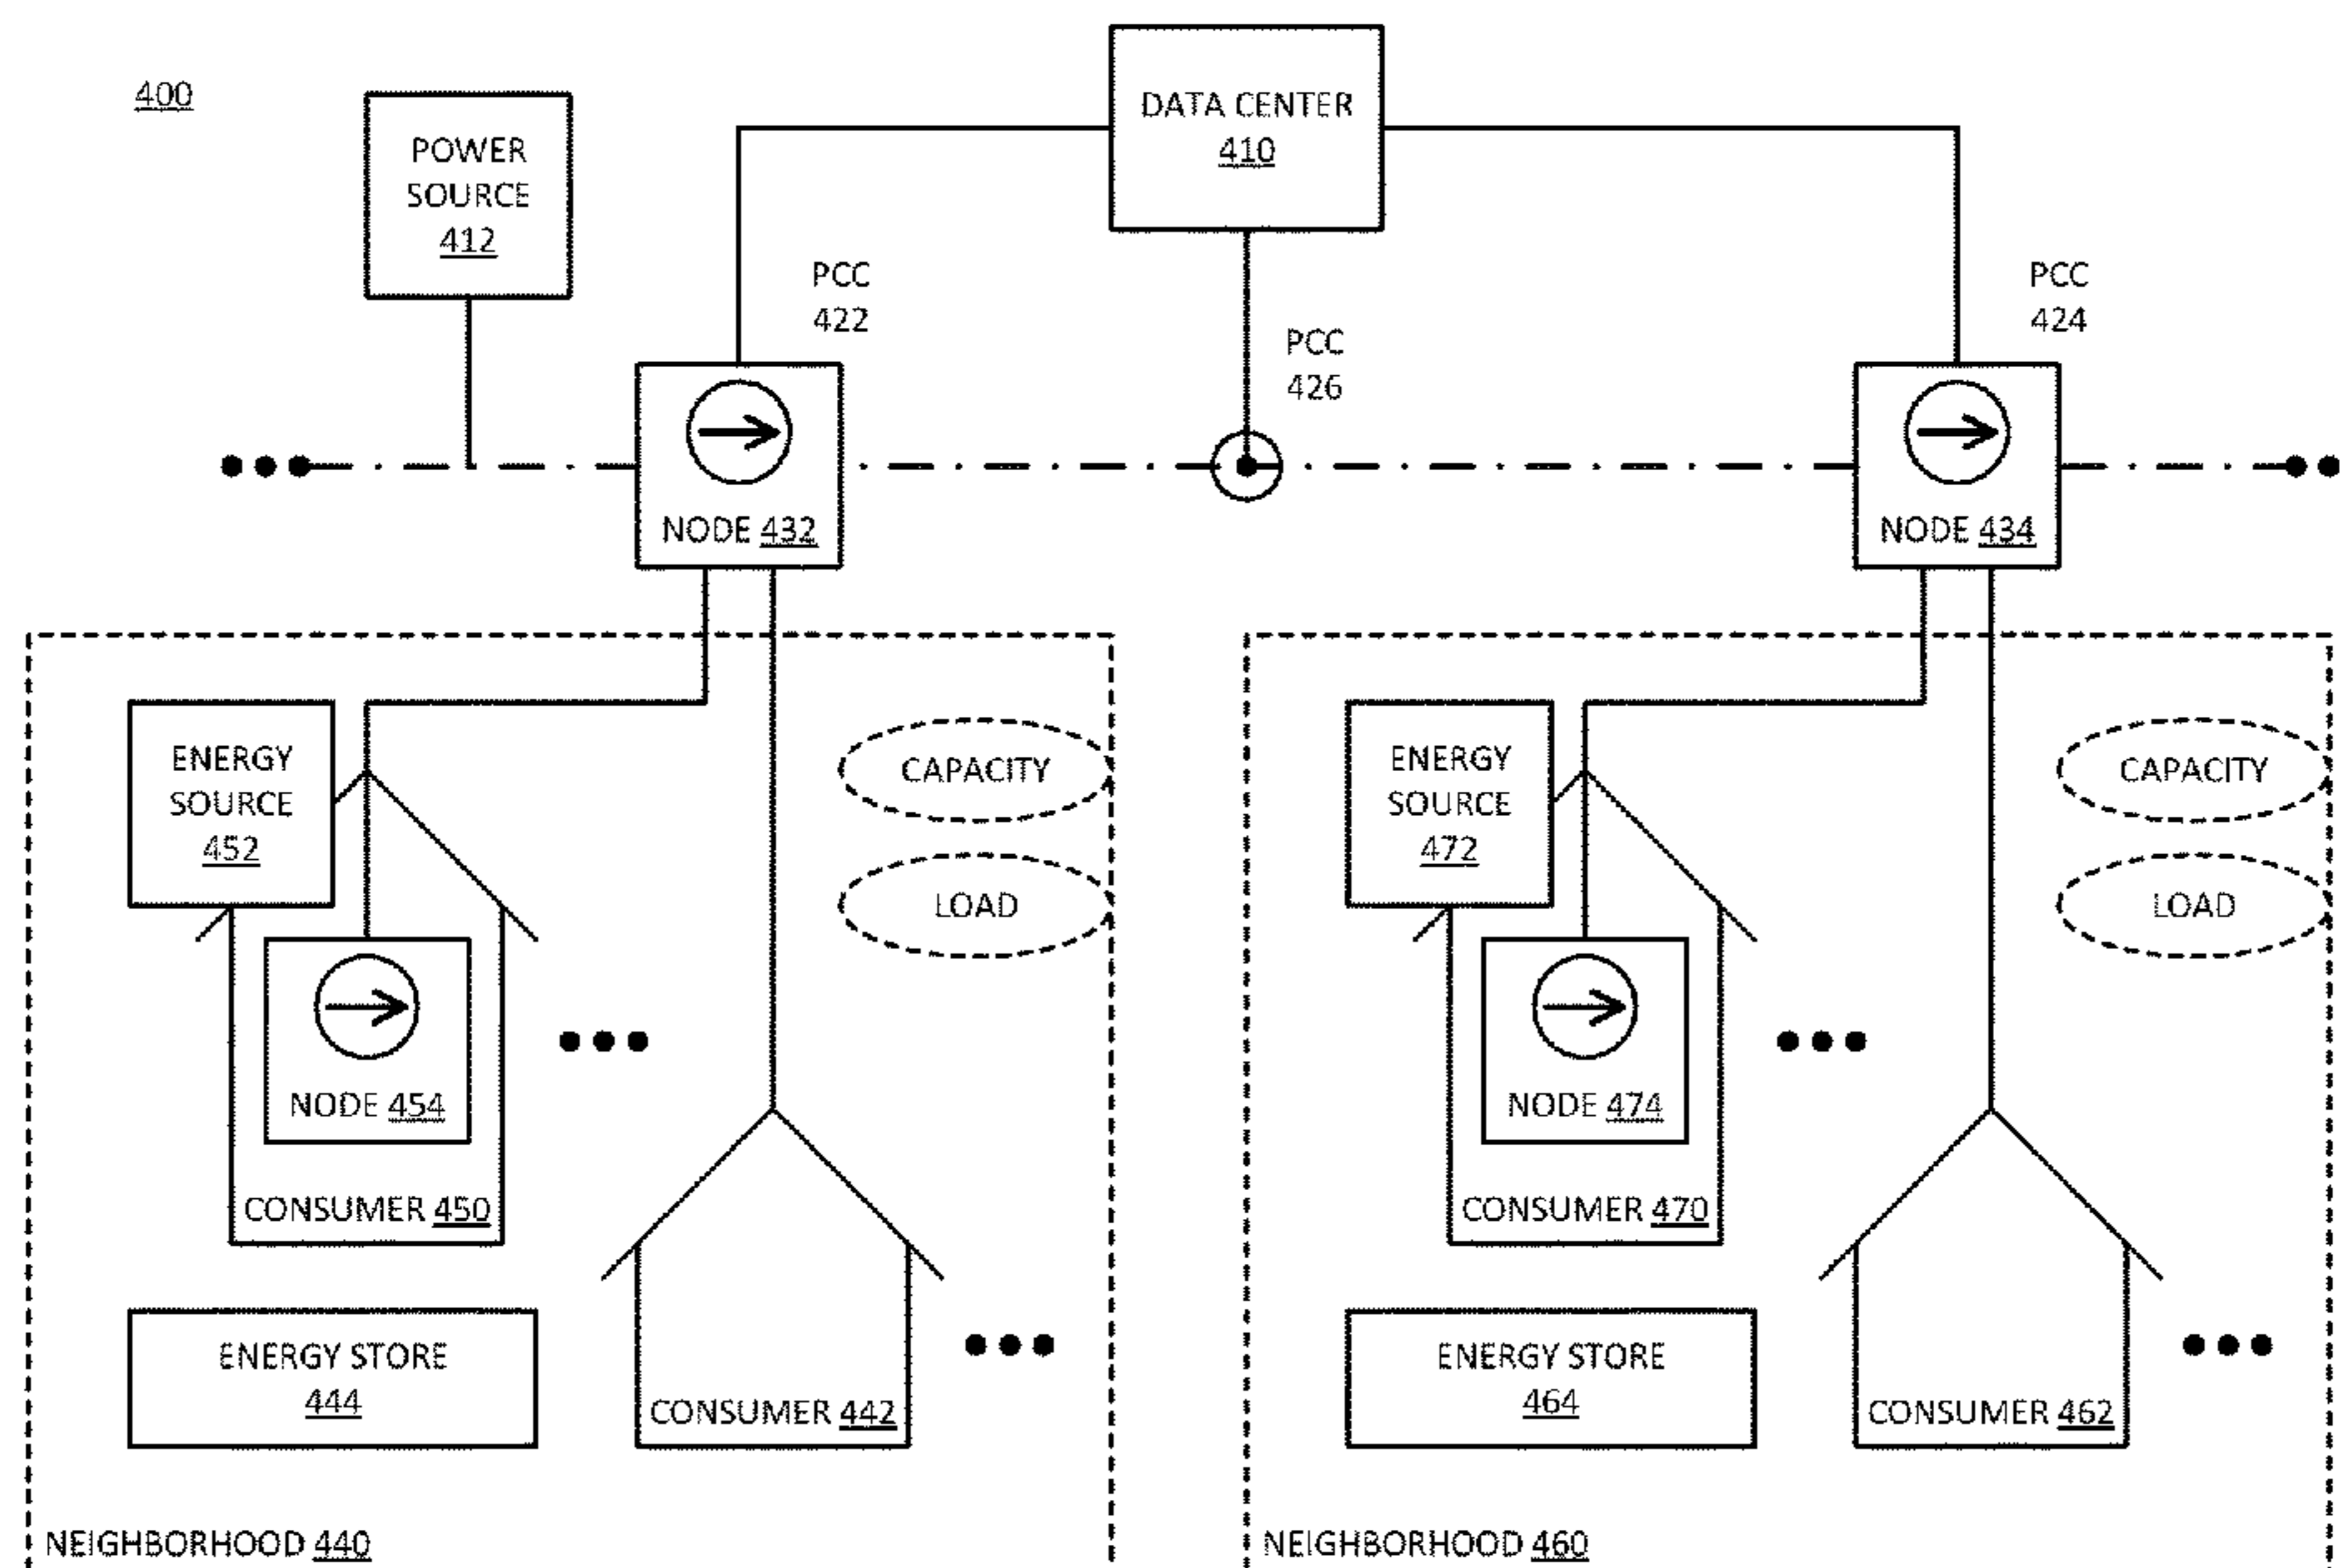 400
POWER
SOURCE
412
DATA CENTER
410
PCC
422
PCC
426
PCC
424
NODE 432
NODE 434
ENERGY
SOURCE
452
CAPACITY
LOAD
NODE 454
CONSUMER 450
ENERGY STORE
444
CONSUMER 442
NEIGHBORHOOD 440
ENERGY
SOURCE
472
CAPACITY
LOAD
NODE 474
CONSUMER 470
ENERGY STORE
464
CONSUMER 462
NEIGHBORHOOD 460